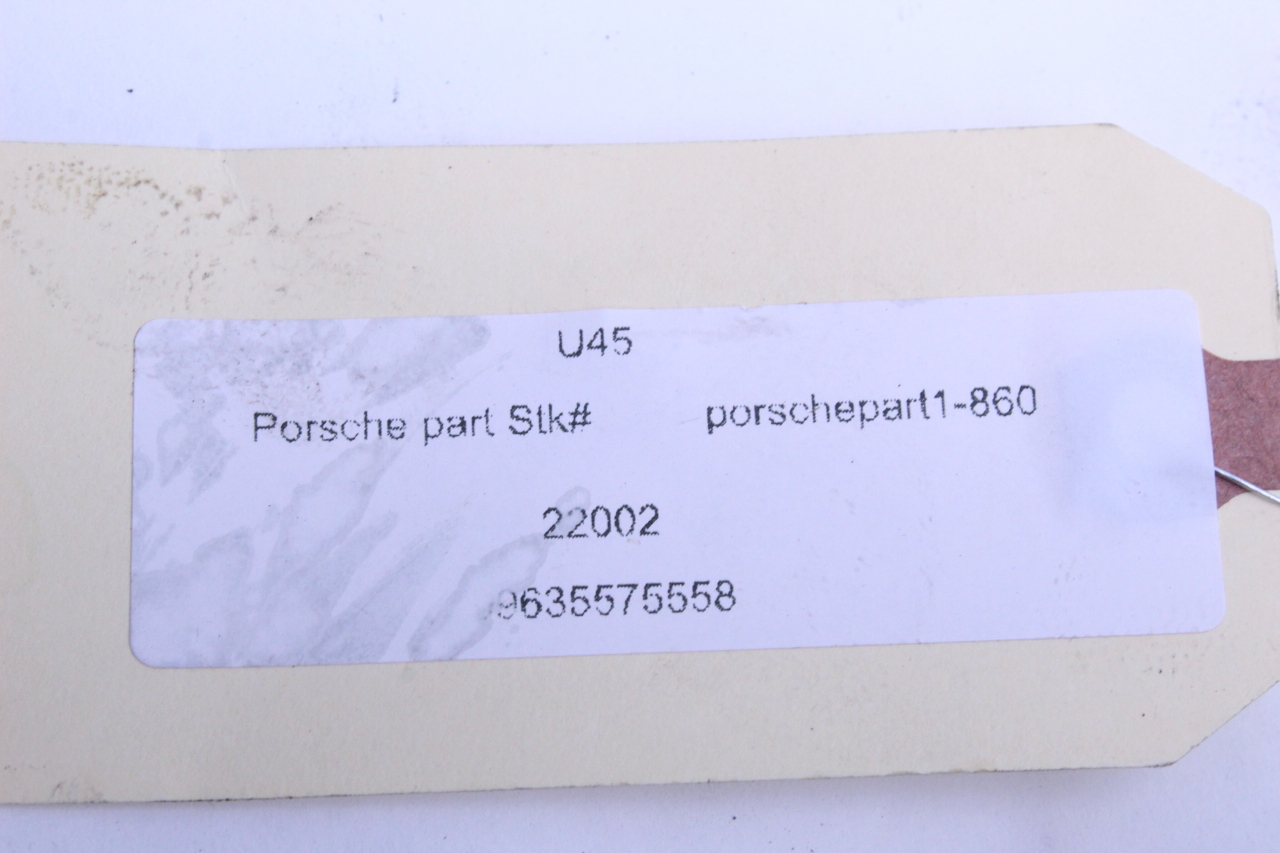 U45
Porsche part Stk# porschepart1-860
22002
9635575558